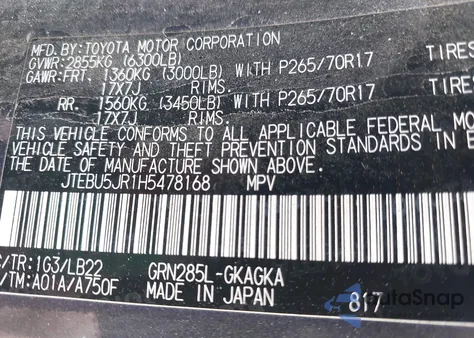 MFD.BY:TOYOTA MOTOR CORPORATION
GVWR:2855KG (6300LB)
GAWR:FRT. 1360KG (3000LB) WITH P265/70R17 TIRES
17X7J RIMS.
RR. 1560KG (3450LB) WITH P265/70R17 TIRES
17X7J RIMS.
THIS VEHICLE CONFORMS TO ALL APPLICABLE FEDERAL MO
VEHICLE SAFETY AND THEFT PREVENTION STANDARDS IN E
THE DATE OF MANUFACTURE SHOWN ABOVE.
JTEBU5JR1H5478168 MPV
C/TR:1G3/LB22 GRN285L-GKAGKA
/TM:A01A/A750F MADE IN JAPAN 817
AutoSnap